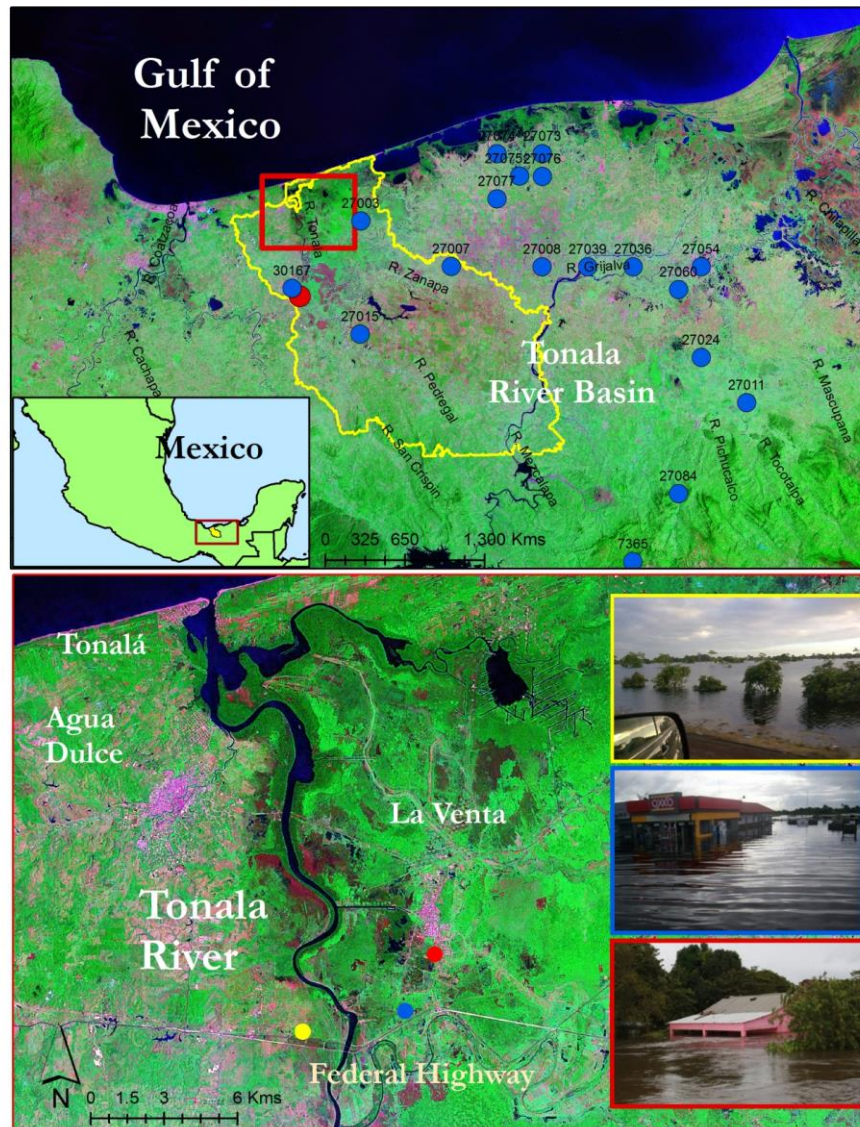 Gulf of
Mexico
27074
27073
27075
27076
27077
27003
R. Tonala
R. Coatzacoa
R. Chilapilla
27007
27008
27039
27036
27054
R. Grijalva
R. Zanapa
27060
30167
27015
Tonala
River Basin
27024
R. Cachapa
R. Pedregal
27011
R. Mascupana
Mexico
R. San Crispin
R. Mezcalapa
R. Pichucalco
R. Tocotalpa
27084
7365
0 325 650 1,300 Kms
Tonalá
Agua
Dulce
La Venta
OXXO
Tonala
River
Federal Highway
N
0 1.5 3 6 Kms